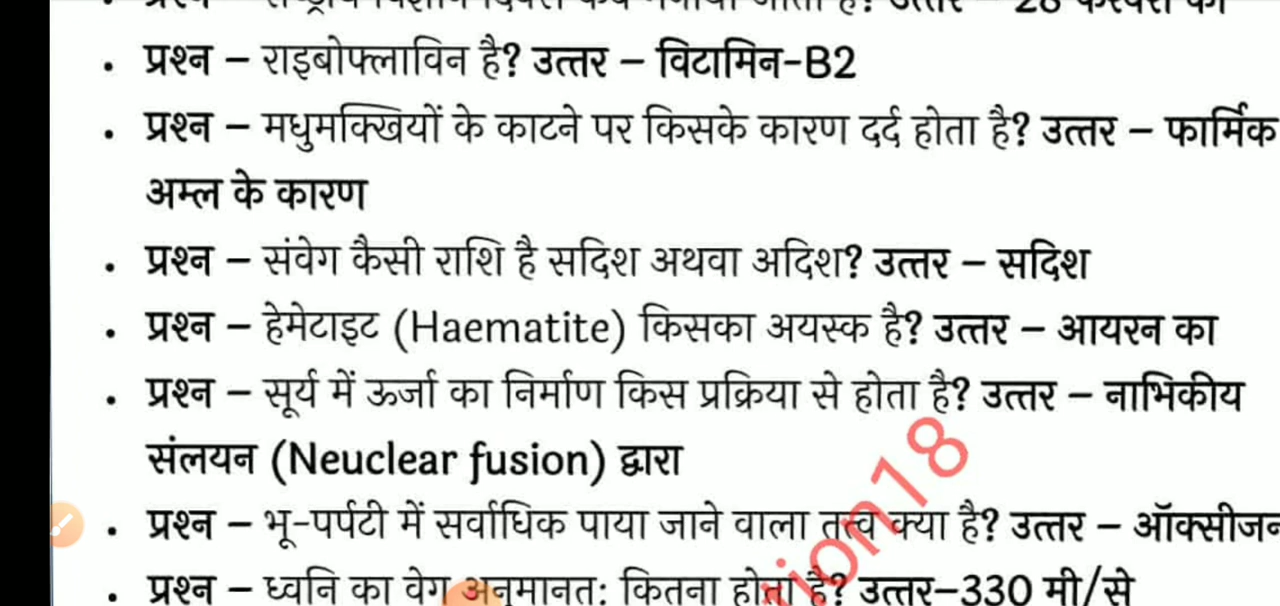 • प्रश्न – राइबोफ्लाविन है? उत्तर – विटामिन-B2
• प्रश्न – मधुमक्खियों के काटने पर किसके कारण दर्द होता है? उत्तर – फार्मिक
अम्ल के कारण
• प्रश्न – संवेग कैसी राशि है सदिश अथवा अदिश? उत्तर – सदिश
• प्रश्न – हेमेटाइट (Haematite) किसका अयस्क है? उत्तर – आयरन का
• प्रश्न – सूर्य में ऊर्जा का निर्माण किस प्रक्रिया से होता है? उत्तर – नाभिकीय
संलयन (Neuclear fusion) द्वारा
• प्रश्न – भू-पर्पटी में सर्वाधिक पाया जाने वाला तत्व क्या है? उत्तर – ऑक्सीजन
• प्रश्न – ध्वनि का वेग अनुमानत: कितना होता है? उत्तर–330 मी/से